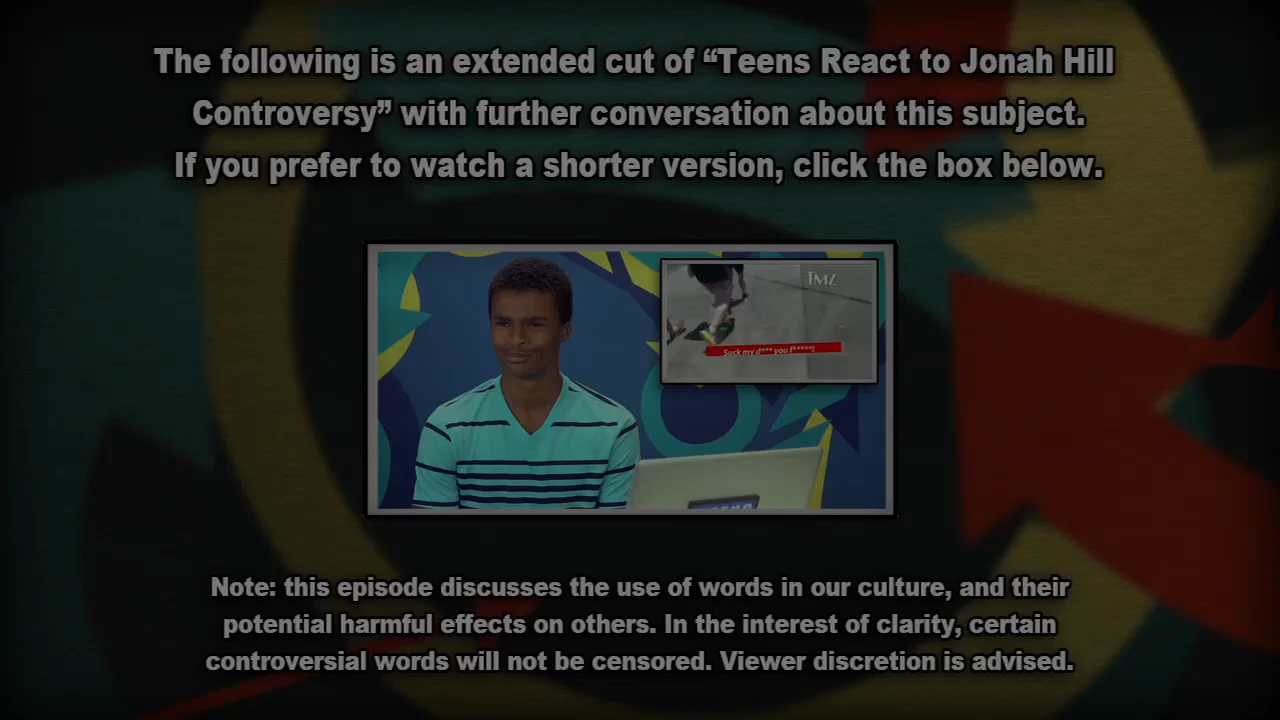 The following is an extended cut of “Teens React to Jonah Hill
Controversy” with further conversation about this subject.
If you prefer to watch a shorter version, click the box below.
TMZ
Suck my d*** you f*****!
Note: this episode discusses the use of words in our culture, and their
potential harmful effects on others. In the interest of clarity, certain
controversial words will not be censored. Viewer discretion is advised.